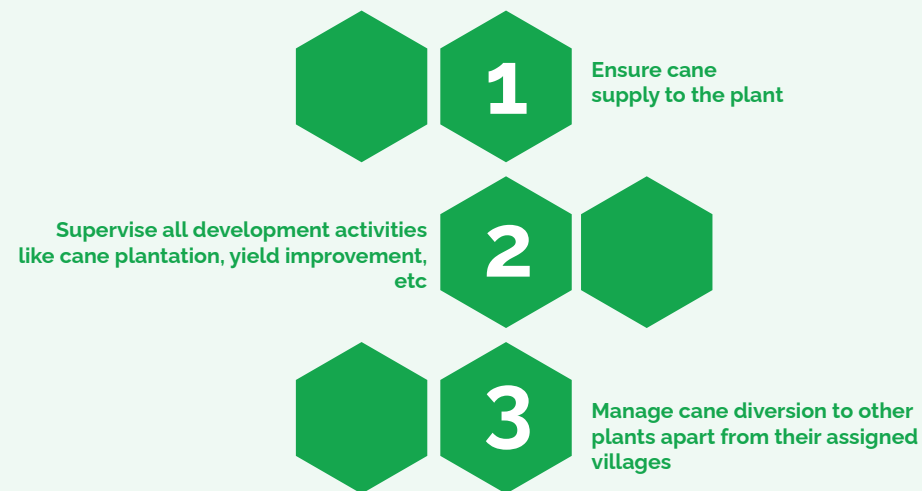 1
Ensure cane
supply to the plant
Supervise all development activities
like cane plantation, yield improvement,
etc
2
3
Manage cane diversion to other
plants apart from their assigned
villages